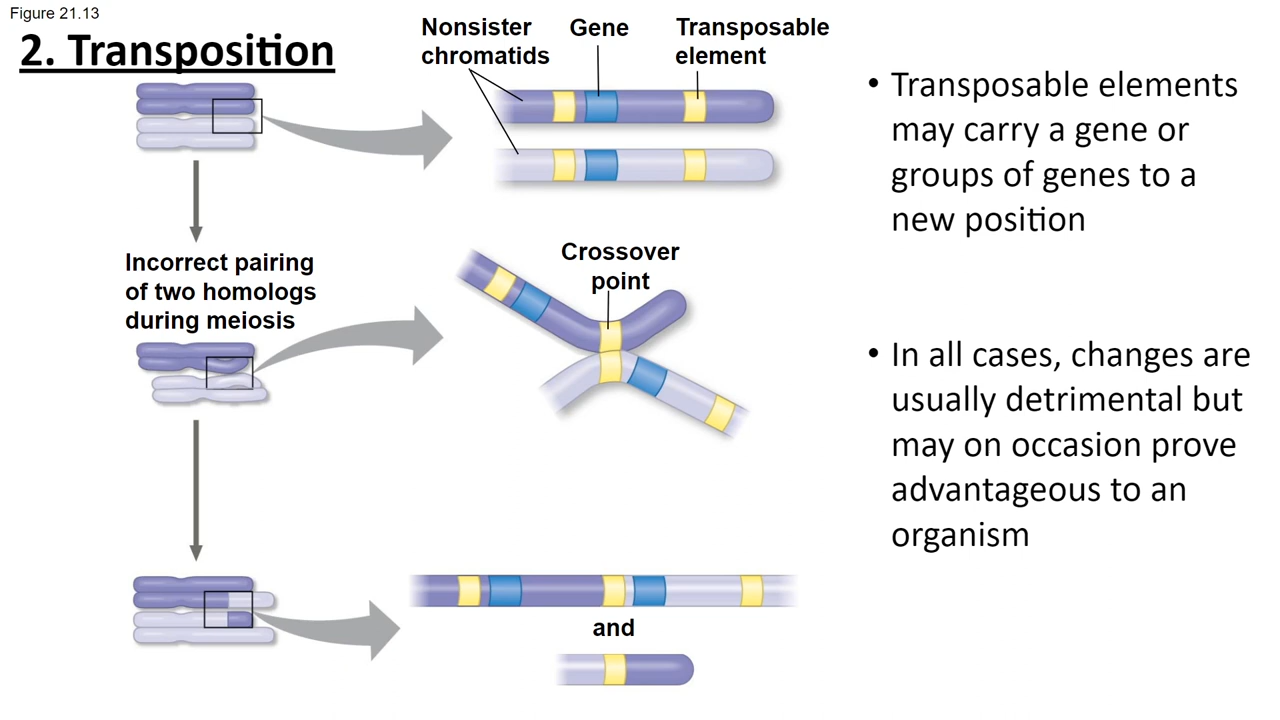 Figure 21.13
2. Transposition
Nonsister
chromatids
Gene
Transposable
element
Incorrect pairing
of two homologs
during meiosis
Crossover
point
and
• Transposable elements
may carry a gene or
groups of genes to a
new position
• In all cases, changes are
usually detrimental but
may on occasion prove
advantageous to an
organism